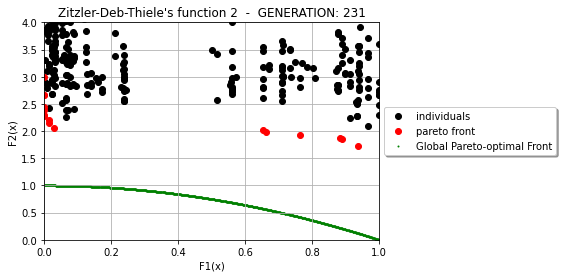 Zitzler-Deb-Thiele's function 2 - GENERATION: 231
F2(x)
4.0
3.5
3.0
2.5
2.0
1.5
1.0
0.5
0.0
0.0 0.2 0.4 0.6 0.8 1.0
F1(x)
individuals
pareto front
Global Pareto-optimal Front